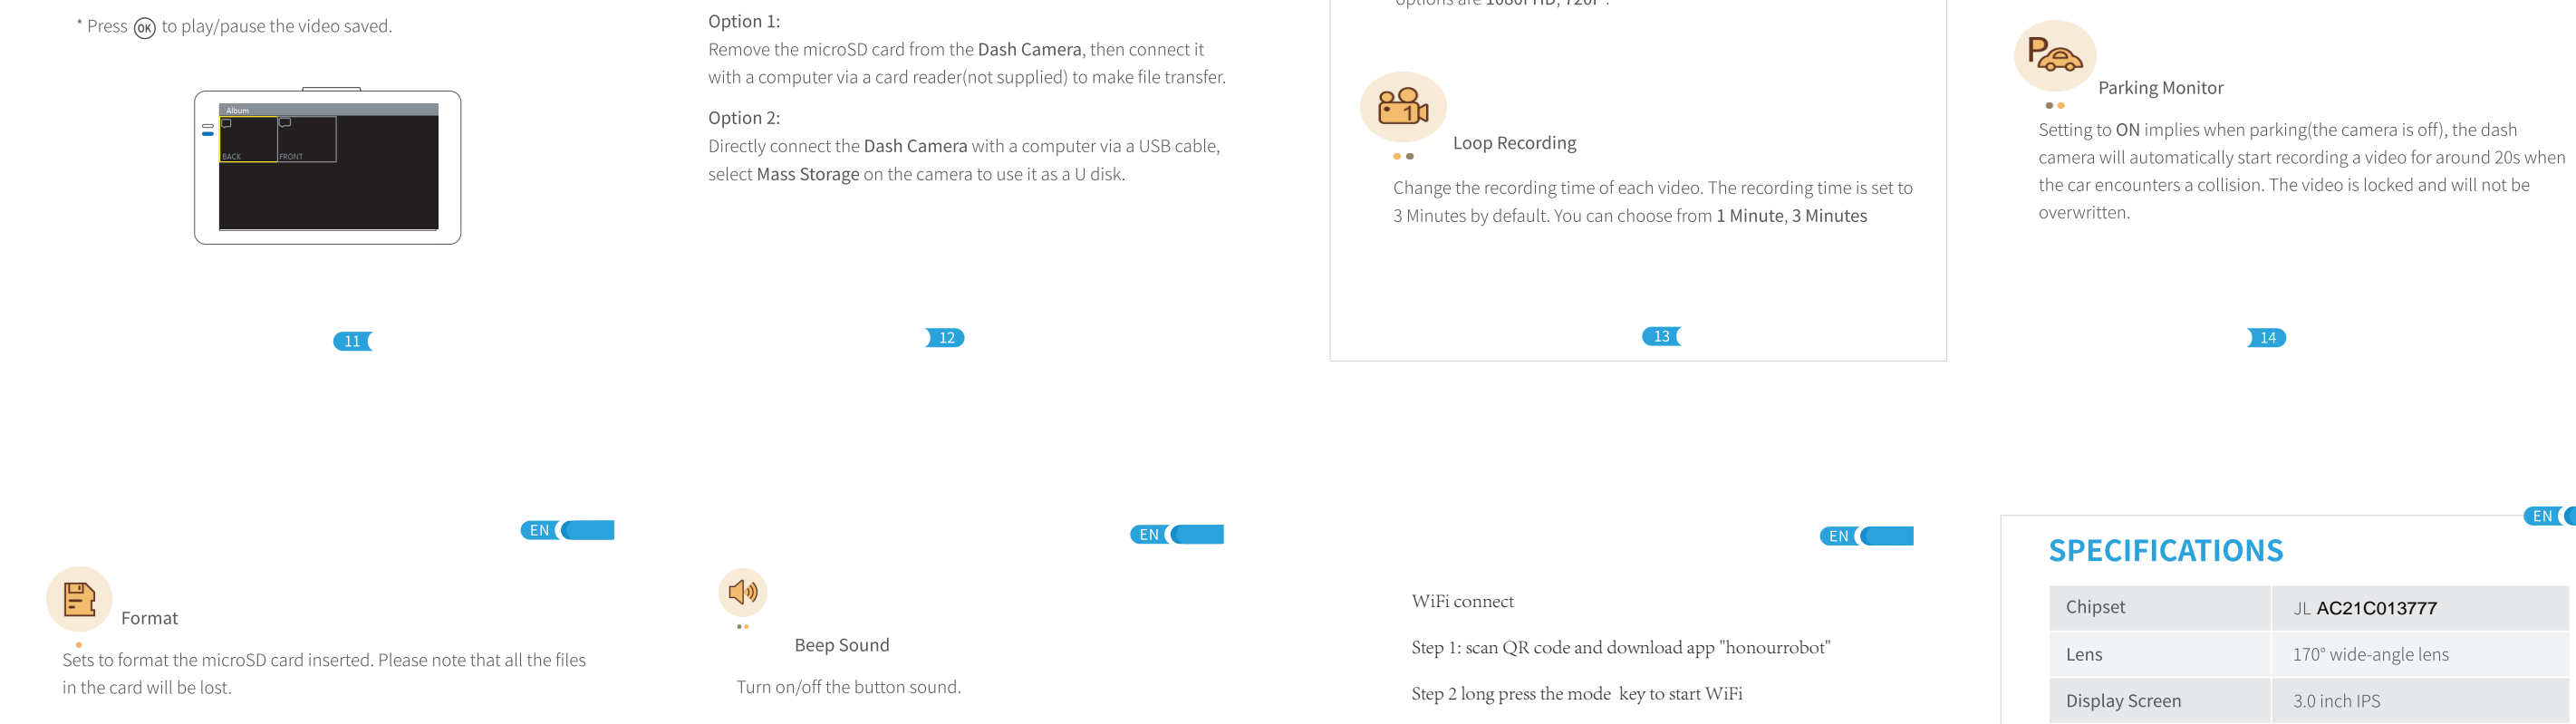 * Press OK to play/pause the video saved.
Album
BACK
FRONT
11
Option 1:
Remove the microSD card from the Dash Camera, then connect it
with a computer via a card reader(not supplied) to make file transfer.
Option 2:
Directly connect the Dash Camera with a computer via a USB cable,
select Mass Storage on the camera to use it as a U disk.
12
options are 1080FHD, 720P .
1
Loop Recording
Change the recording time of each video. The recording time is set to
3 Minutes by default. You can choose from 1 Minute, 3 Minutes
13
P
Parking Monitor
Setting to ON implies when parking(the camera is off), the dash
camera will automatically start recording a video for around 20s when
the car encounters a collision. The video is locked and will not be
overwritten.
14
EN
Format
Sets to format the microSD card inserted. Please note that all the files
in the card will be lost.
EN
Beep Sound
Turn on/off the button sound.
EN
WiFi connect
Step 1: scan QR code and download app "honourrobot"
Step 2 long press the mode key to start WiFi
EN
SPECIFICATIONS
Chipset JL AC21C013777
Lens 170° wide-angle lens
Display Screen 3.0 inch IPS